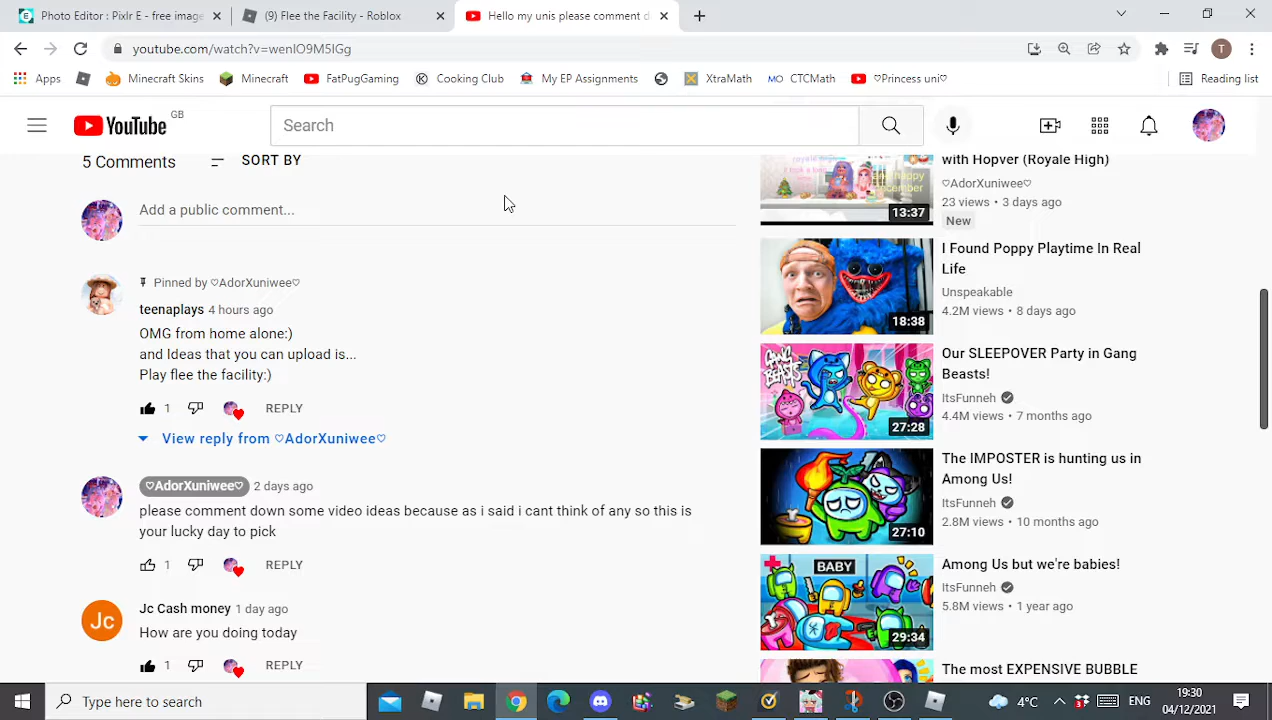 Photo Editor : Pixlr E - free image
(9) Flee the Facility - Roblox
Hello my unis please comment d
youtube.com/watch?v=wenIO9M5IGg
T
Apps
Minecraft Skins
Minecraft
FatPugGaming
Cooking Club
My EP Assignments
XtraMath
MO CTCMath
♡Princess uni♡
Reading list
YouTube GB
Search
5 Comments
SORT BY
Add a public comment...
Pinned by ♡AdorXuniwee♡
teenaplays 4 hours ago
OMG from home alone:)
and Ideas that you can upload is...
Play flee the facility:)
1 REPLY
View reply from ♡AdorXuniwee♡
♡AdorXuniwee♡ 2 days ago
please comment down some video ideas because as i said i cant think of any so this is
your lucky day to pick
REPLY
Jc
Jc Cash money 1 day ago
How are you doing today
1 REPLY
13:37
with Hopver (Royale High)
♡AdorXuniwee♡
23 views • 3 days ago
New
18:38
I Found Poppy Playtime In Real
Life
Unspeakable
4.2M views • 8 days ago
GANG
BEASTS
27:28
Our SLEEPOVER Party in Gang
Beasts!
ItsFunneh
4.4M views • 7 months ago
27:10
The IMPOSTER is hunting us in
Among Us!
ItsFunneh
2.8M views • 10 months ago
BABY
29:34
Among Us but we're babies!
ItsFunneh
5.8M views • 1 year ago
The most EXPENSIVE BUBBLE
Type here to search
4°C
ENG
19:30
04/12/2021